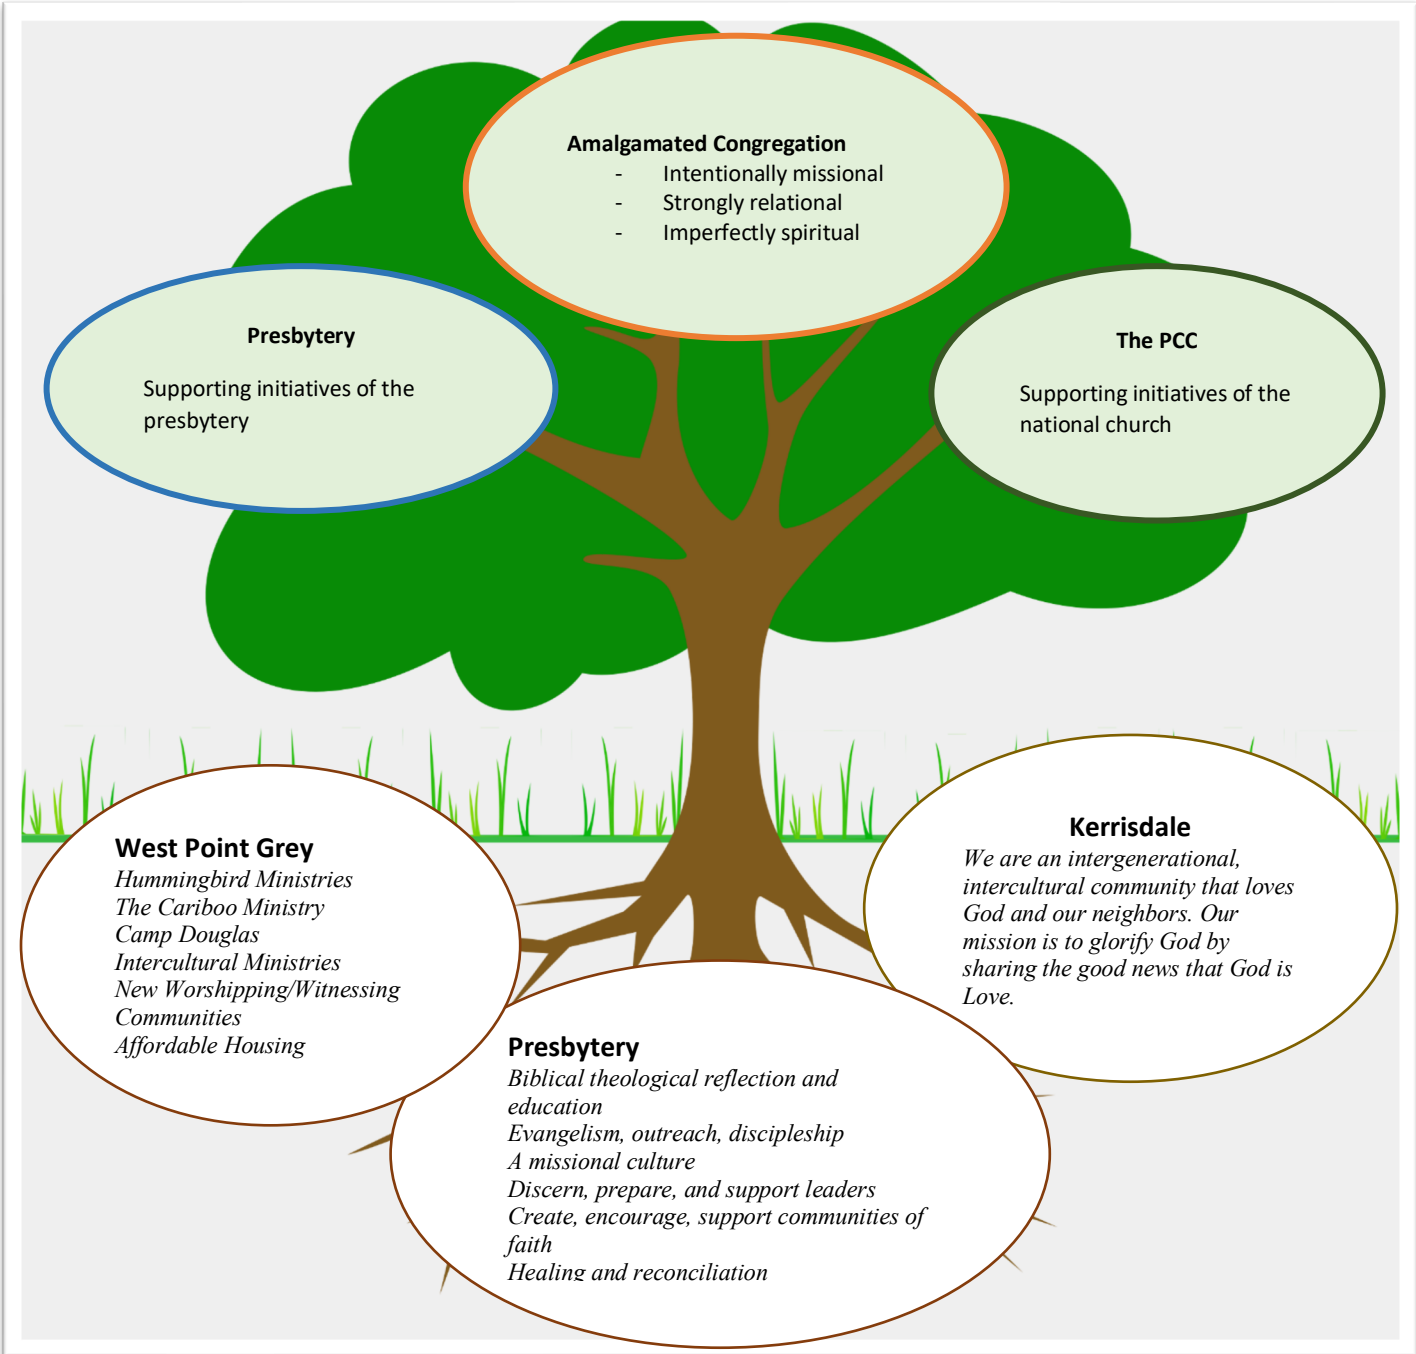 Amalgamated Congregation
- Intentionally missional
- Strongly relational
- Imperfectly spiritual
Presbytery
Supporting initiatives of the
presbytery
The PCC
Supporting initiatives of the
national church
West Point Grey
Hummingbird Ministries
The Cariboo Ministry
Camp Douglas
Intercultural Ministries
New Worshipping/Witnessing
Communities
Affordable Housing
Kerrisdale
We are an intergenerational,
intercultural community that loves
God and our neighbors. Our
mission is to glorify God by
sharing the good news that God is
Love.
Presbytery
Biblical theological reflection and
education
Evangelism, outreach, discipleship
A missional culture
Discern, prepare, and support leaders
Create, encourage, support communities of
faith
Healing and reconciliation